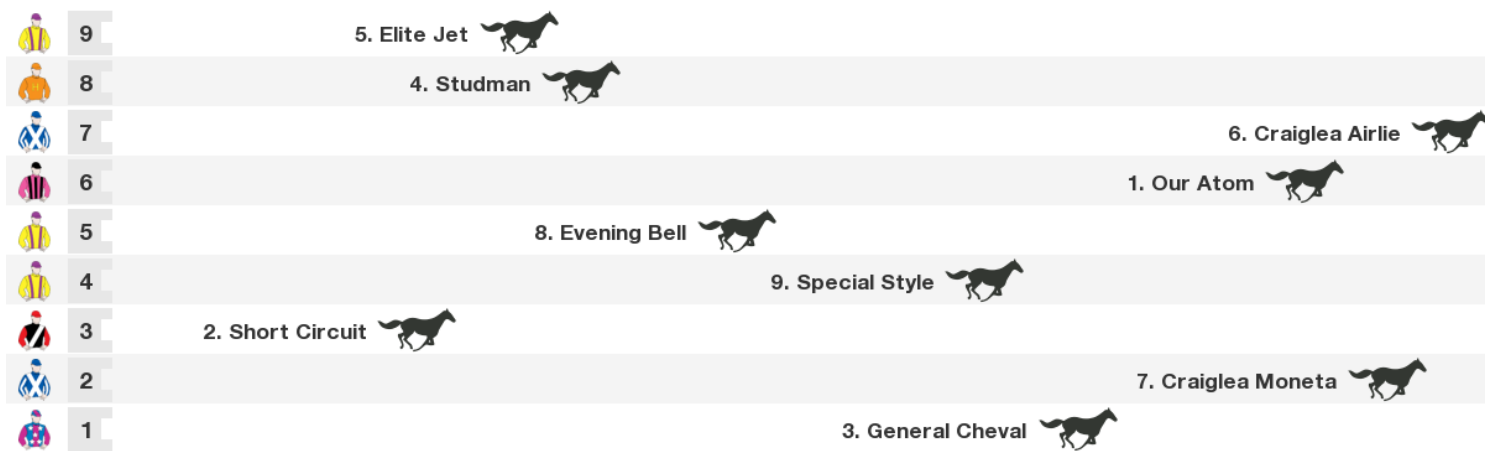 9 5. Elite Jet
8 4. Studman
7 6. Craiglea Airlie
6 1. Our Atom
5 8. Evening Bell
4 9. Special Style
3 2. Short Circuit
2 7. Craiglea Moneta
1 3. General Cheval